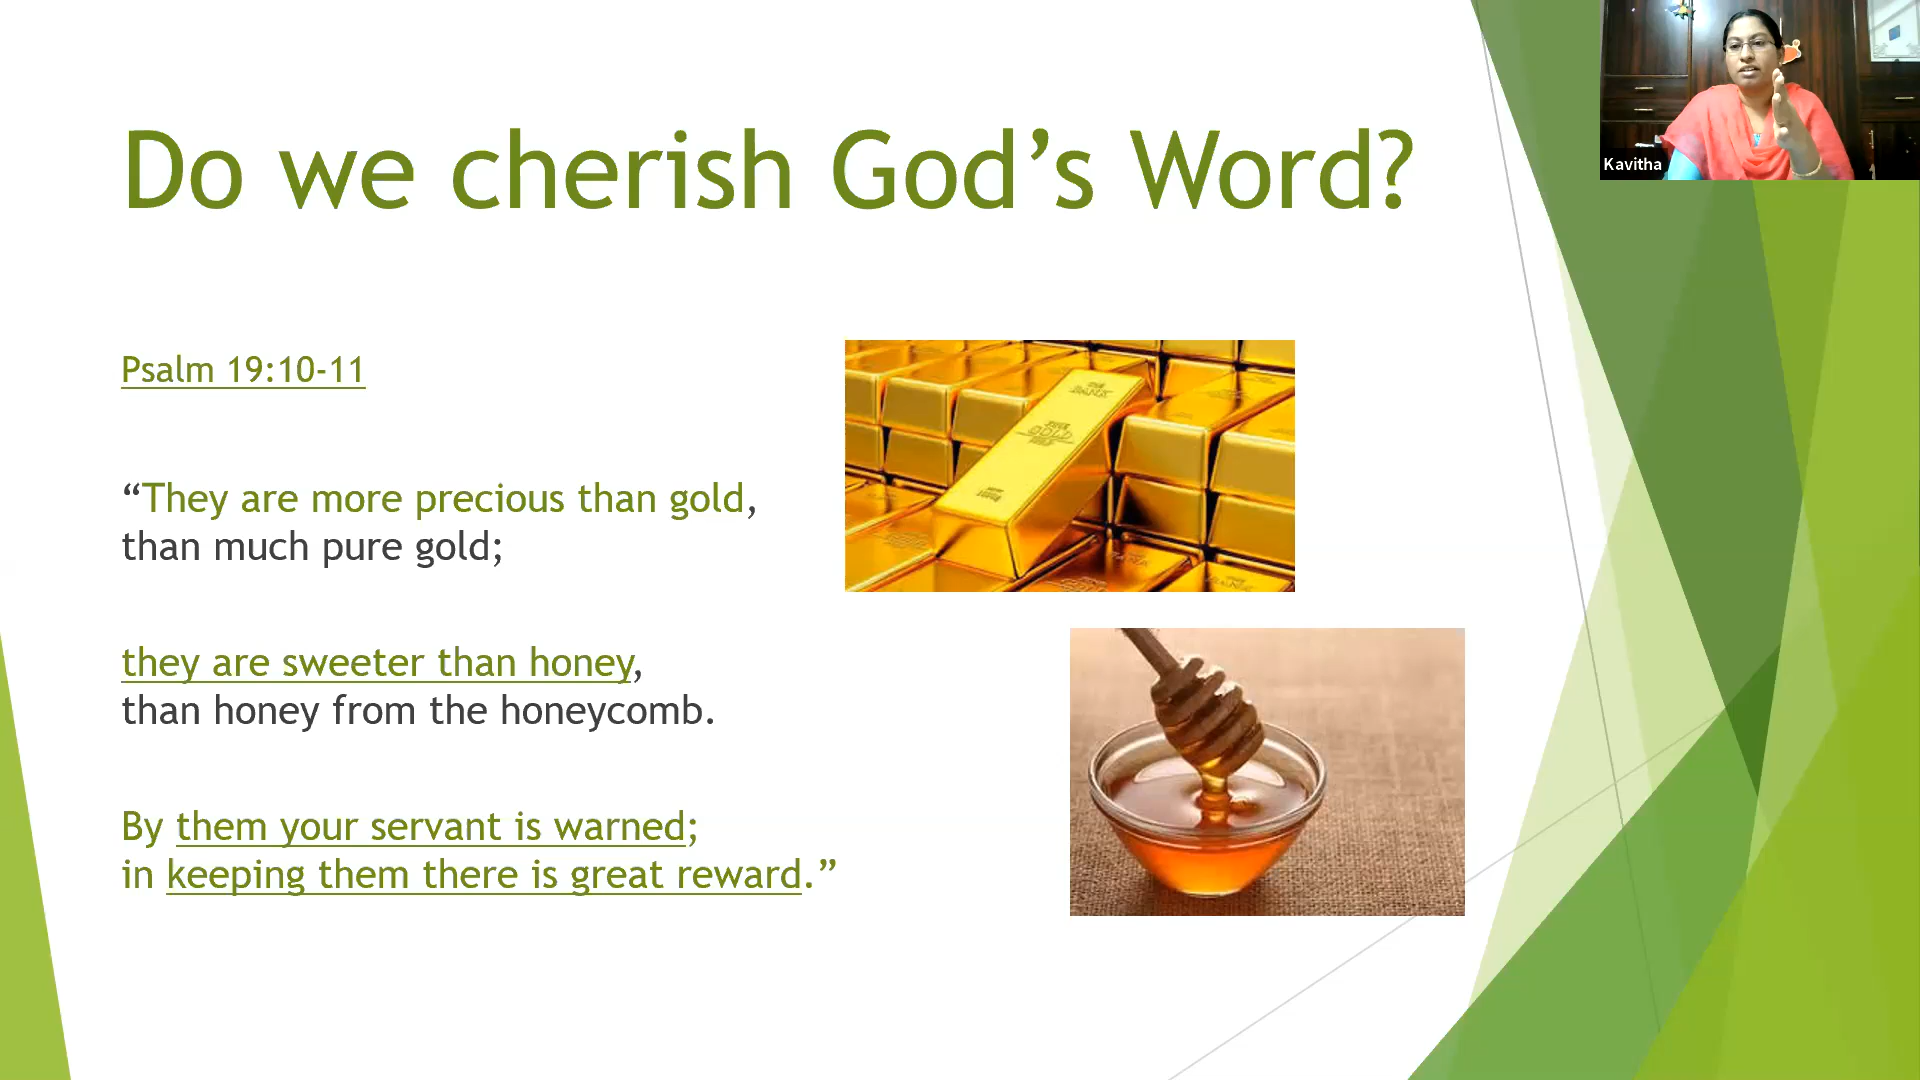 Do we cherish God’s Word?
Kavitha
Psalm 19:10-11
“They are more precious than gold,
than much pure gold;
they are sweeter than honey,
than honey from the honeycomb.
By them your servant is warned;
in keeping them there is great reward.”
BANK
GOLD